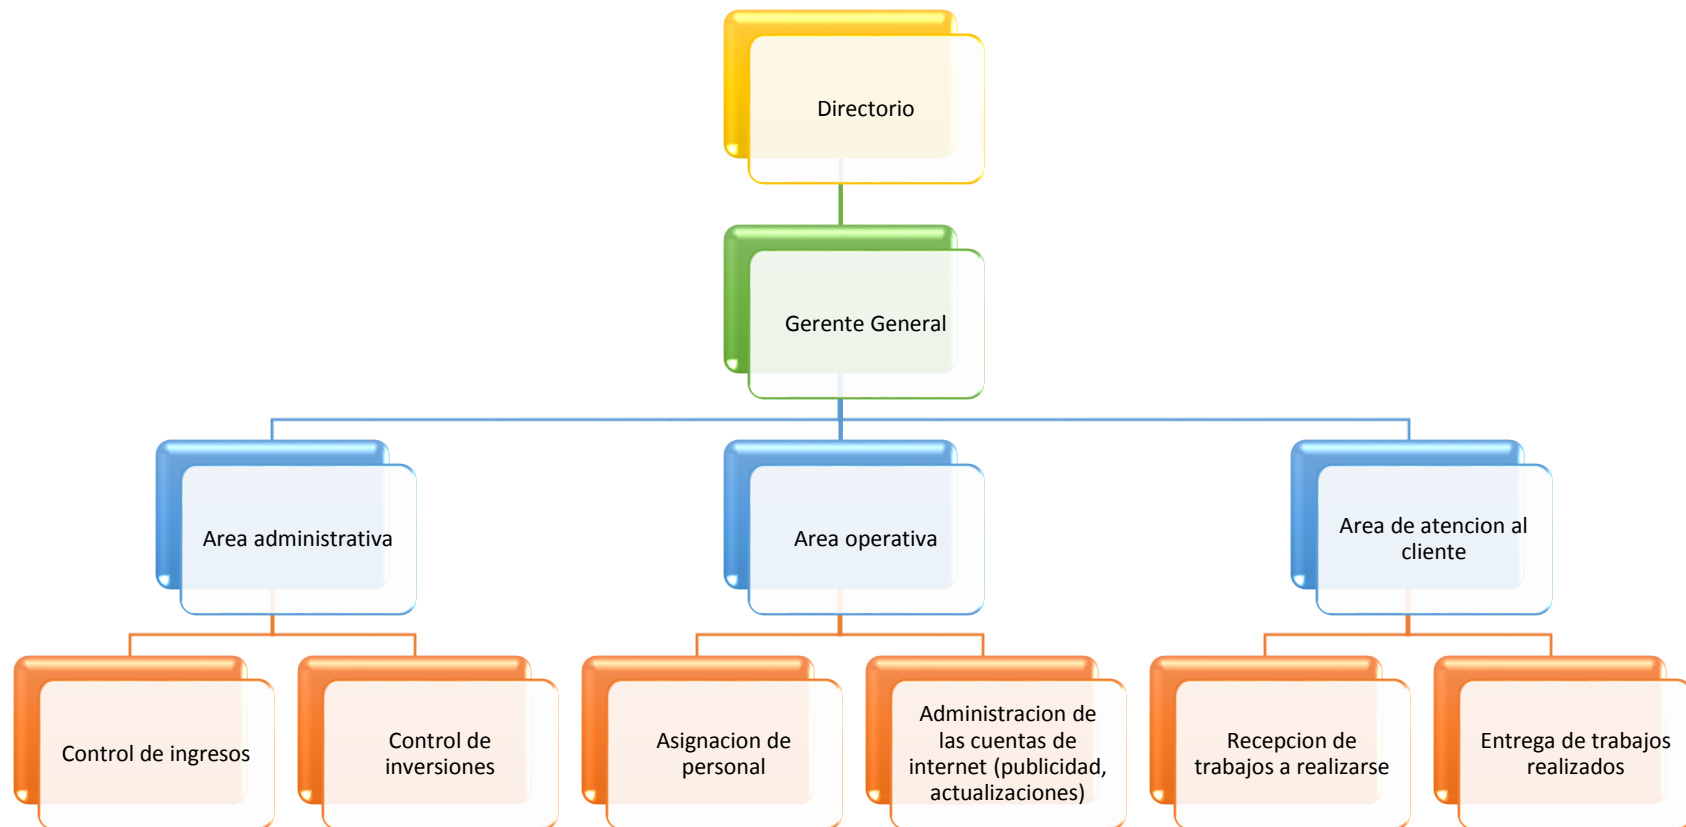 Directorio
Gerente General
Area administrativa
Area operativa
Area de atencion al
cliente
Control de ingresos
Control de
inversiones
Asignacion de
personal
Administracion de
las cuentas de
internet (publicidad,
actualizaciones)
Recepcion de
trabajos a realizarse
Entrega de trabajos
realizados